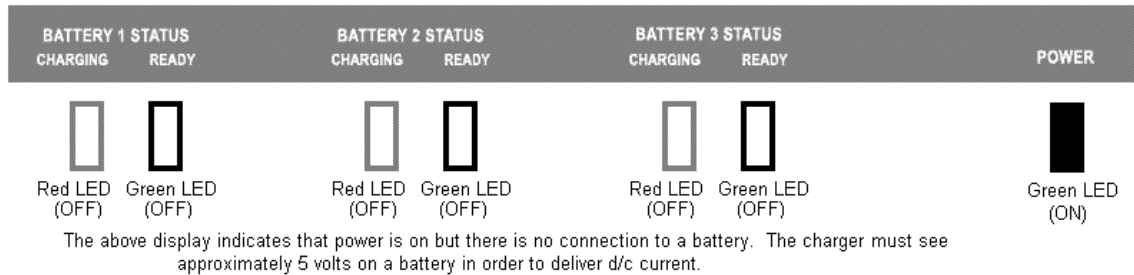 BATTERY 1 STATUS BATTERY 2 STATUS BATTERY 3 STATUS
CHARGING READY CHARGING READY CHARGING READY POWER
Red LED Green LED Red LED Green LED Red LED Green LED Green LED
(OFF) (OFF) (OFF) (OFF) (OFF) (OFF) (ON)
The above display indicates that power is on but there is no connection to a battery. The charger must see
approximately 5 volts on a battery in order to deliver d/c current.